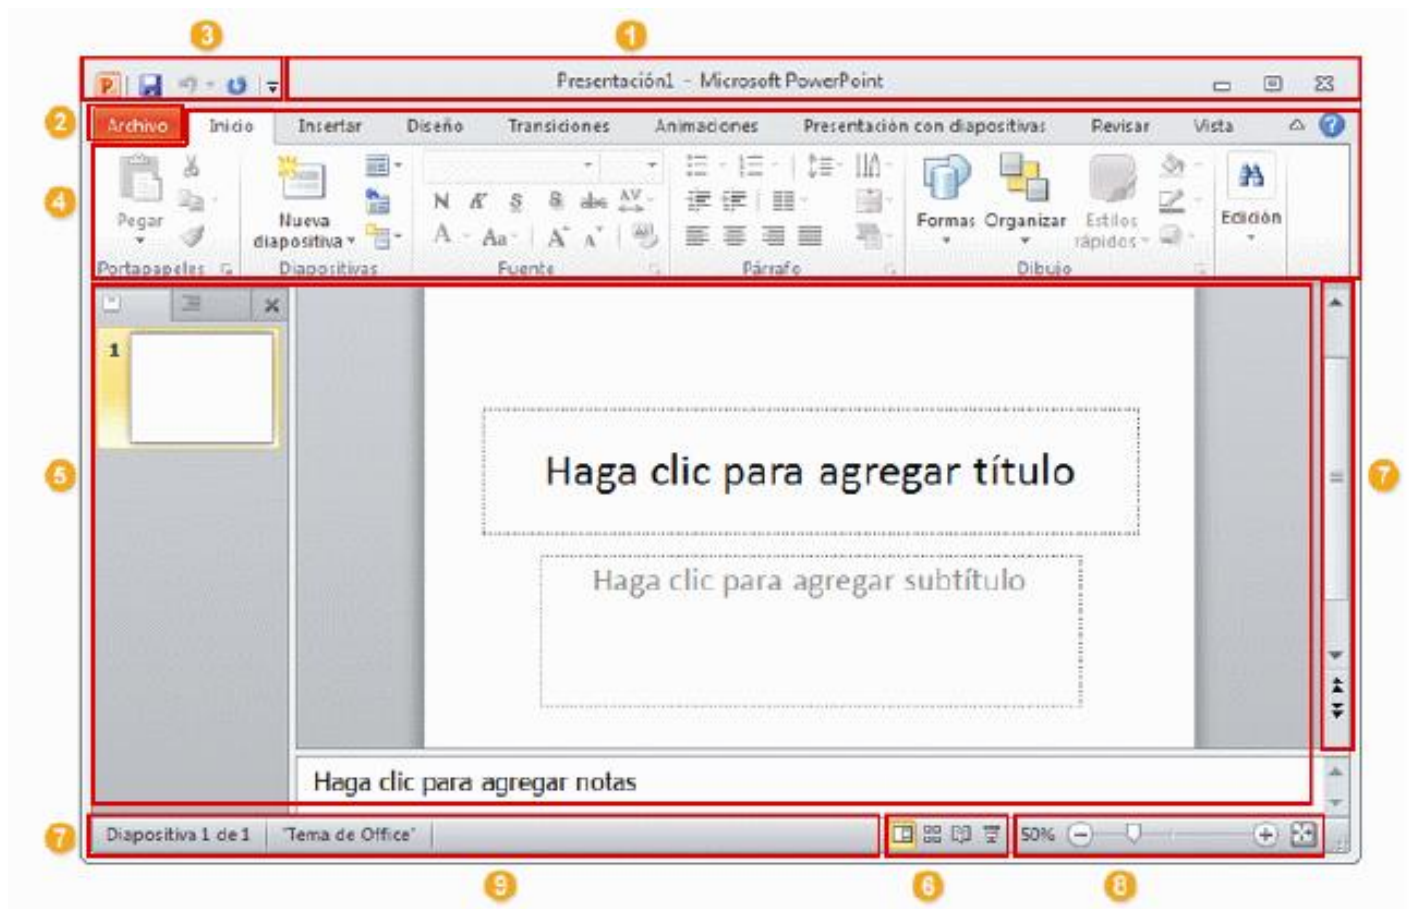 3 1
Presentación1 - Microsoft PowerPoint
2 Archivo Inicio Insertar Diseño Transiciones Animaciones Presentación con diapositivas Revisar Vista
4
Pegar Nueva diapositiva N K S S abc AV A Aa A A Formas Organizar Estilos rápidos Edición
Portapapeles Diapositivas Fuente Párrafo Dibujo
1
Haga clic para agregar título
5 7
Haga clic para agregar subtítulo
Haga clic para agregar notas
7 Diapositiva 1 de 1 "Tema de Office" 50%
9 6 8